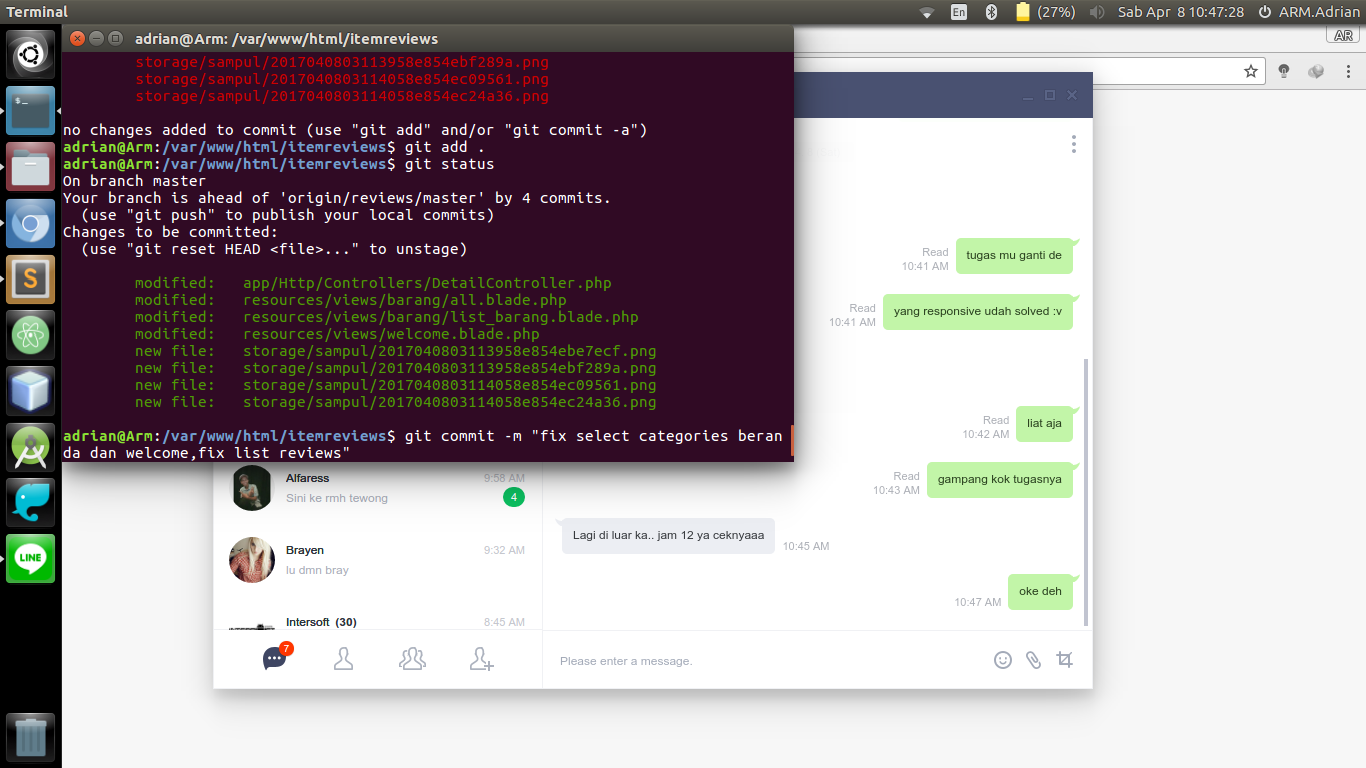 Terminal
En
(27%)
Sab Apr 8 10:47:28
ARM.Adrian
AR
adrian@Arm: /var/www/html/itemreviews
storage/sampul/2017040803113958e854ebf289a.png
storage/sampul/2017040803114058e854ec09561.png
storage/sampul/2017040803114058e854ec24a36.png
no changes added to commit (use "git add" and/or "git commit -a")
adrian@Arm:/var/www/html/itemreviews$ git add .
adrian@Arm:/var/www/html/itemreviews$ git status
On branch master
Your branch is ahead of 'origin/reviews/master' by 4 commits.
(use "git push" to publish your local commits)
Changes to be committed:
(use "git reset HEAD <file>..." to unstage)
modified: app/Http/Controllers/DetailController.php
modified: resources/views/barang/all.blade.php
modified: resources/views/barang/list_barang.blade.php
modified: resources/views/welcome.blade.php
new file: storage/sampul/2017040803113958e854ebe7ecf.png
new file: storage/sampul/2017040803113958e854ebf289a.png
new file: storage/sampul/2017040803114058e854ec09561.png
new file: storage/sampul/2017040803114058e854ec24a36.png
adrian@Arm:/var/www/html/itemreviews$ git commit -m "fix select categories beran
da dan welcome,fix list reviews"
Alfaress
9:58 AM
Sini ke rmh tewong
4
Brayen
9:32 AM
lu dmn bray
Intersoft (30)
8:45 AM
7
Read
10:41 AM
tugas mu ganti de
Read
10:41 AM
yang responsive udah solved :v
Read
10:42 AM
liat aja
Read
10:43 AM
gampang kok tugasnya
Lagi di luar ka.. jam 12 ya ceknyaaa
10:45 AM
10:47 AM
oke deh
Please enter a message.
$_
S
LINE